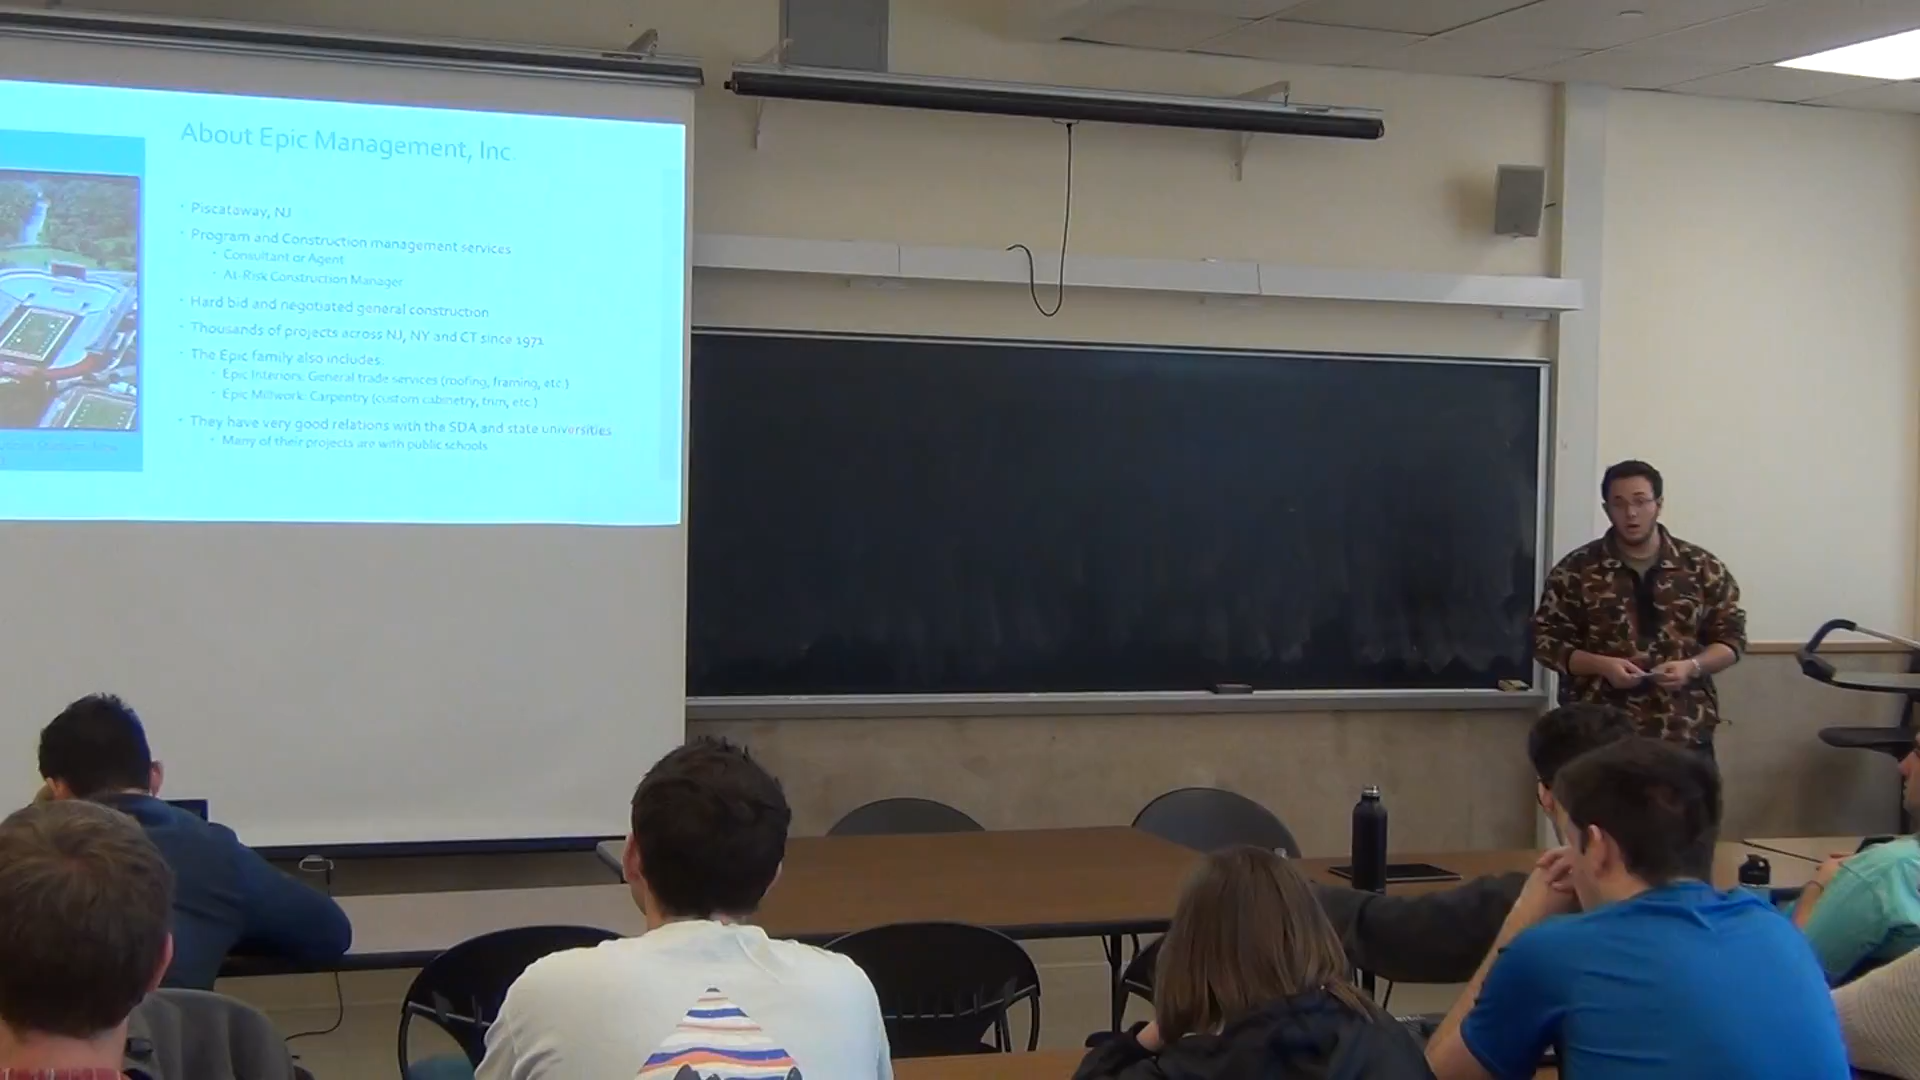 About Epic Management, Inc.
• Piscataway, NJ
• Program and Construction management services
• Consultant or Agent
• At-Risk Construction Manager
• Hard bid and negotiated general construction
• Thousands of projects across NJ, NY and CT since 1971
• The Epic family also includes:
• Epic Interiors: General trade services (roofing, framing, etc.)
• Epic Millwork: Carpentry (custom cabinetry, trim, etc.)
• They have very good relations with the SDA and state universities
• Many of their projects are with public schools